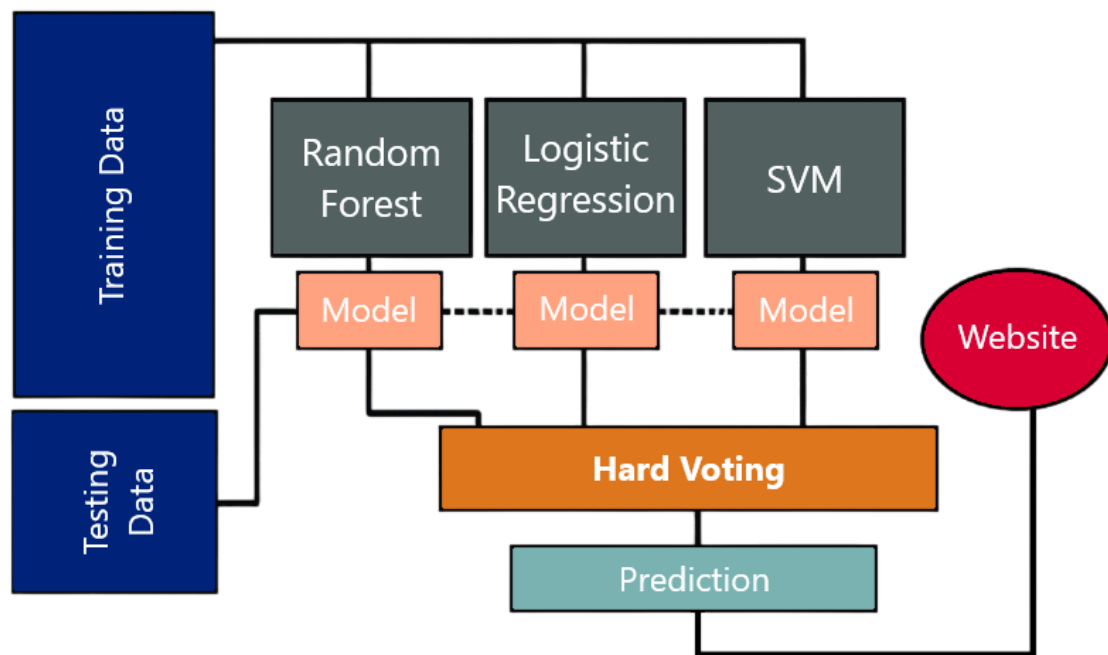 Training Data
Random
Forest
Logistic
Regression
SVM
Model
Model
Model
Website
Testing
Data
Hard Voting
Prediction